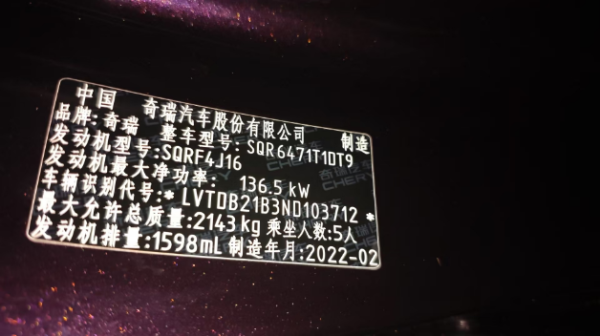 中国 奇瑞汽车股份有限公司 制造
品牌:奇瑞 整车型号:SQR6471T1DT9
发动机型号:SQRF4J16
发动机最大净功率: 136.5 kW
车辆识别代号:* LVTDB21B3ND103712 *
最大允许总质量:2143 kg 乘坐人数:5人
发动机排量:1598mL 制造年月:2022-02